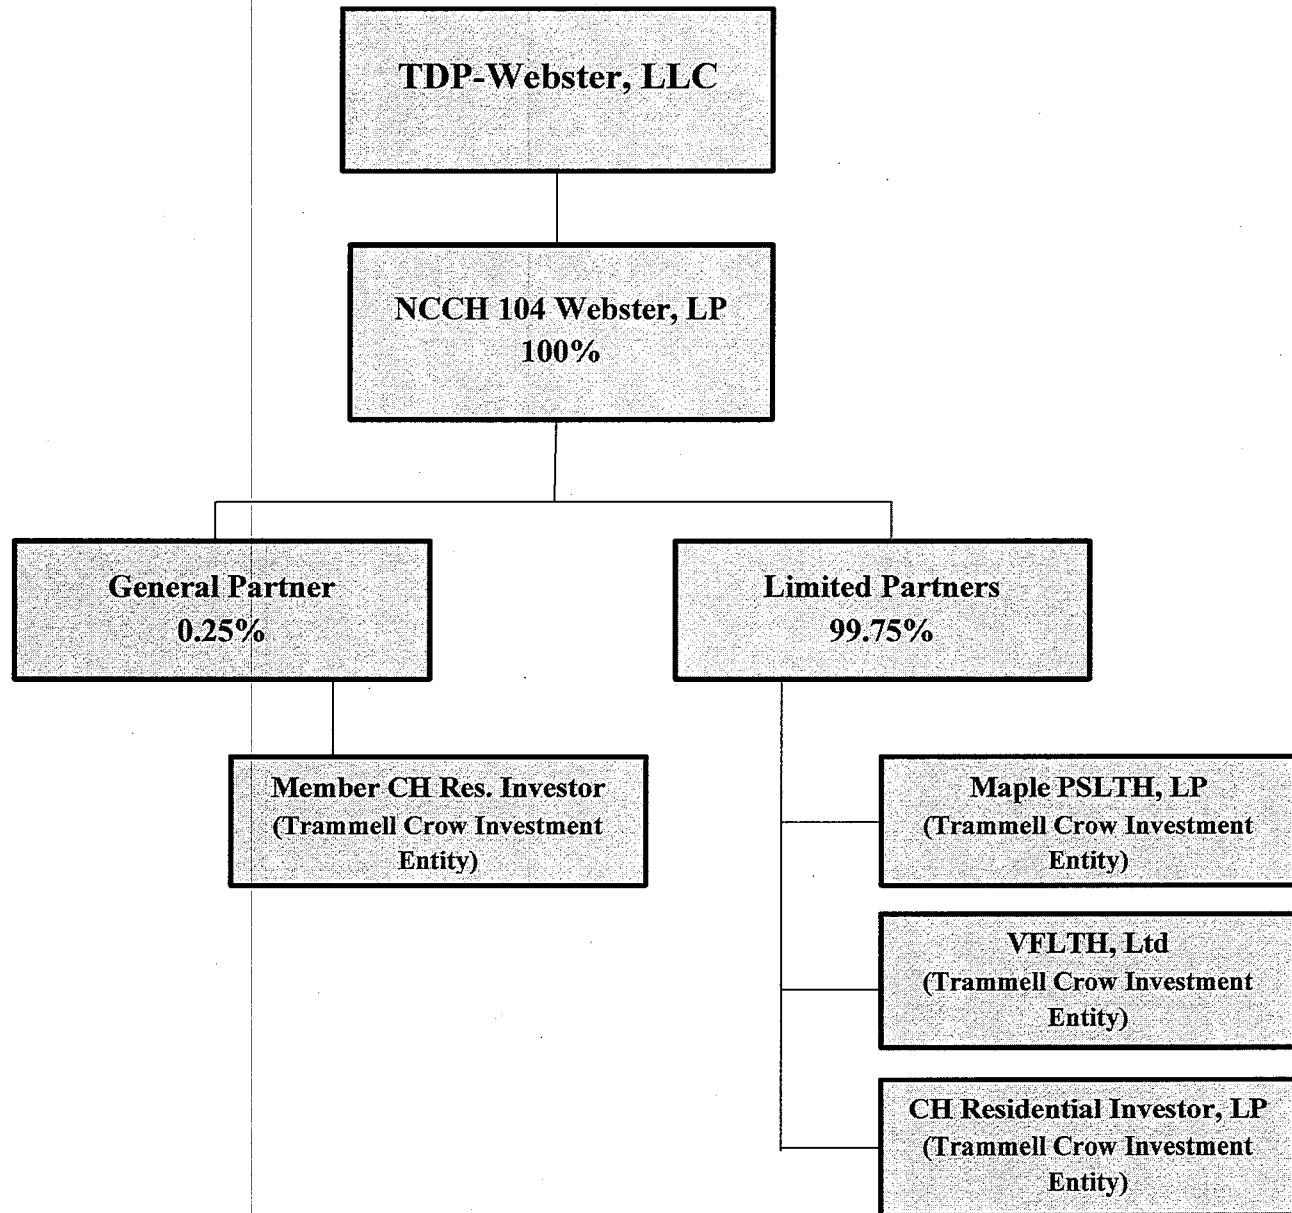 TDP-Webster, LLC
NCCH 104 Webster, LP
100%
General Partner
0.25%
Limited Partners
99.75%
Member CH Res. Investor
(Trammell Crow Investment
Entity)
Maple PSLTH, LP
(Trammell Crow Investment
Entity)
VFLTH, Ltd
(Trammell Crow Investment
Entity)
CH Residential Investor, LP
(Trammell Crow Investment
Entity)